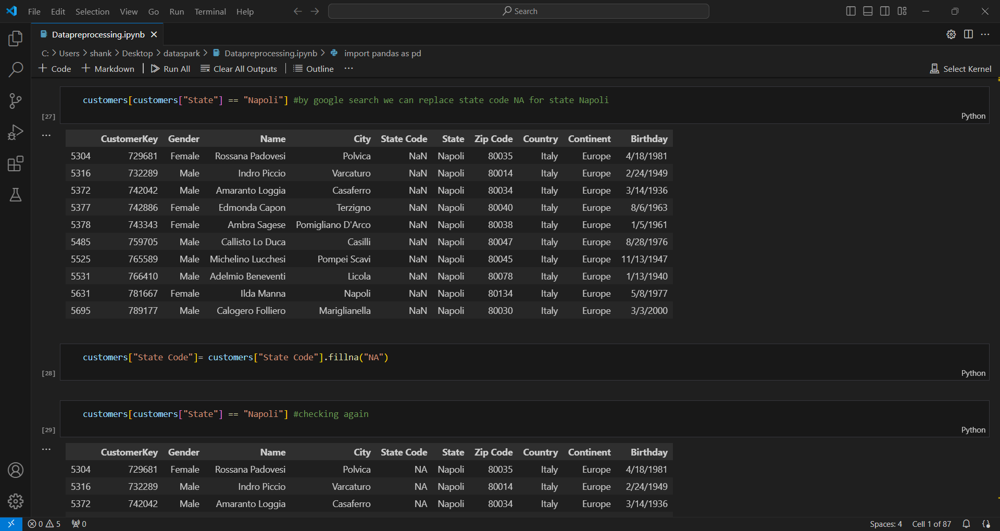 File Edit Selection View Go Run Terminal Help Search
Datapreprocessing.ipynb
C: > Users > shank > Desktop > dataspark > Datapreprocessing.ipynb > import pandas as pd
+ Code + Markdown | Run All Clear All Outputs | Outline ... Select Kernel
customers[customers["State"] == "Napoli"] #by google search we can replace state code NA for state Napoli
[27] Python
CustomerKey Gender Name City State Code State Zip Code Country Continent Birthday
5304 729681 Female Rossana Padovesi Polvica NaN Napoli 80035 Italy Europe 4/18/1981
5316 732289 Male Indro Piccio Varcaturo NaN Napoli 80014 Italy Europe 2/24/1949
5372 742042 Male Amaranto Loggia Casaferro NaN Napoli 80034 Italy Europe 3/14/1936
5377 742886 Female Edmonda Capon Terzigno NaN Napoli 80040 Italy Europe 8/6/1963
5378 743343 Female Ambra Sagese Pomigliano D'Arco NaN Napoli 80038 Italy Europe 1/5/1961
5485 759705 Male Callisto Lo Duca Casilli NaN Napoli 80047 Italy Europe 8/28/1976
5525 765589 Male Michelino Lucchesi Pompei Scavi NaN Napoli 80045 Italy Europe 11/13/1947
5531 766410 Male Adelmio Beneventi Licola NaN Napoli 80078 Italy Europe 1/13/1940
5631 781667 Female Ilda Manna Napoli NaN Napoli 80134 Italy Europe 5/8/1977
5695 789177 Male Calogero Folliero Mariglianella NaN Napoli 80030 Italy Europe 3/3/2000
customers["State Code"]= customers["State Code"].fillna("NA")
[28] Python
customers[customers["State"] == "Napoli"] #checking again
[29] Python
CustomerKey Gender Name City State Code State Zip Code Country Continent Birthday
5304 729681 Female Rossana Padovesi Polvica NA Napoli 80035 Italy Europe 4/18/1981
5316 732289 Male Indro Piccio Varcaturo NA Napoli 80014 Italy Europe 2/24/1949
5372 742042 Male Amaranto Loggia Casaferro NA Napoli 80034 Italy Europe 3/14/1936
0 5 0 Spaces: 4 Cell 1 of 87